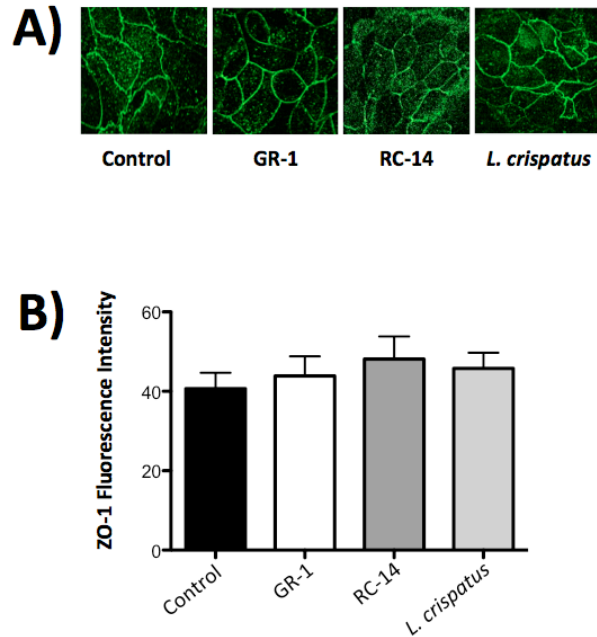 A)
Control GR-1 RC-14 L. crispatus
B)
ZO-1 Fluorescence Intensity
60
40
20
0
Control GR-1 RC-14 L. crispatus